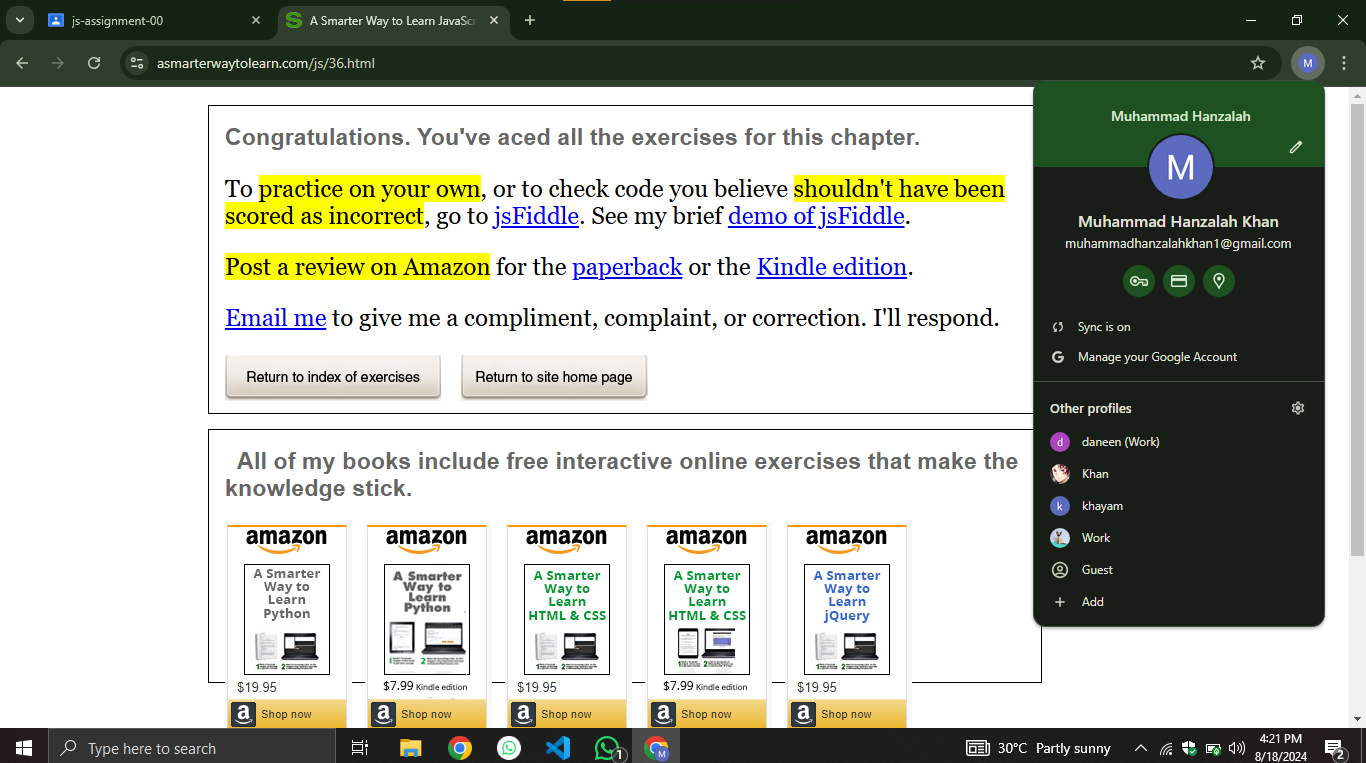 js-assignment-00
A Smarter Way to Learn JavaScr
asmarterwaytolearn.com/js/36.html
M
Congratulations. You've aced all the exercises for this chapter.
To practice on your own, or to check code you believe shouldn't have been
scored as incorrect, go to jsFiddle. See my brief demo of jsFiddle.
Post a review on Amazon for the paperback or the Kindle edition.
Email me to give me a compliment, complaint, or correction. I'll respond.
Return to index of exercises
Return to site home page
All of my books include free interactive online exercises that make the
knowledge stick.
amazon
A Smarter
Way to
Learn
Python
$19.95
Shop now
amazon
A Smarter
Way to
Learn
Python
$7.99 Kindle edition
Shop now
amazon
A Smarter
Way to
Learn
HTML & CSS
$19.95
Shop now
amazon
A Smarter
Way to
Learn
HTML & CSS
$7.99 Kindle edition
Shop now
amazon
A Smarter
Way to
Learn
jQuery
$19.95
Shop now
Muhammad Hanzalah
M
Muhammad Hanzalah Khan
muhammadhanzalahkhan1@gmail.com
Sync is on
Manage your Google Account
Other profiles
d daneen (Work)
Khan
k khayam
Work
Guest
Add
Type here to search
1
M
30°C Partly sunny
4:21 PM
8/18/2024
2